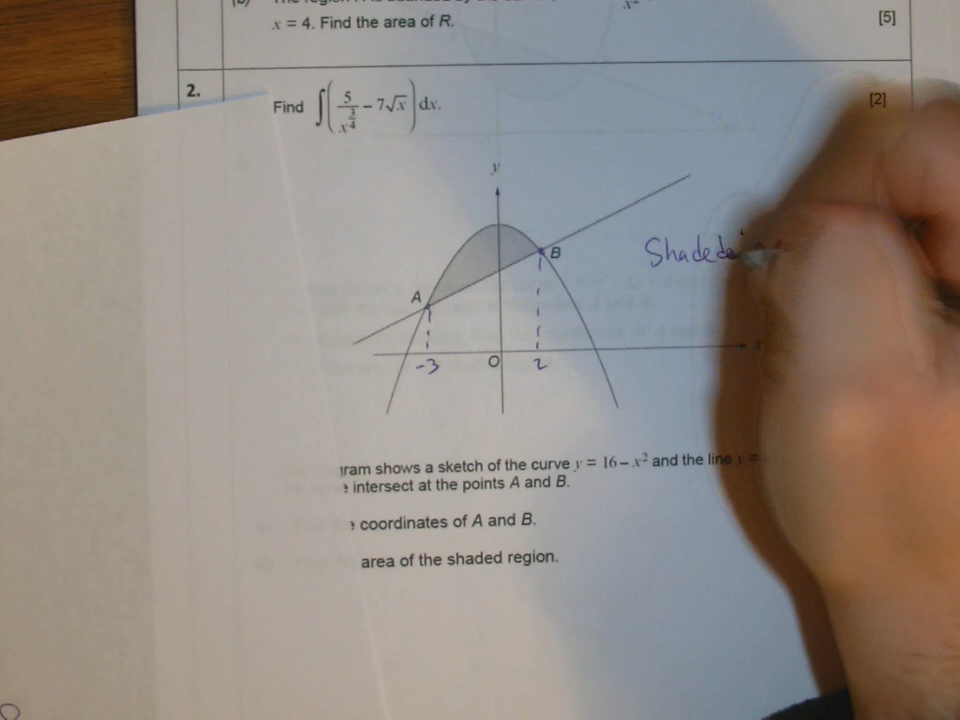 x = 4. Find the area of R.
[5]
2.
Find ∫(5/x^{3/4} − 7√x) dx.
[2]
y
A
B
Shaded
-3
O
2
x
gram shows a sketch of the curve y = 16 – x² and the line y =
e intersect at the points A and B.
coordinates of A and B.
area of the shaded region.